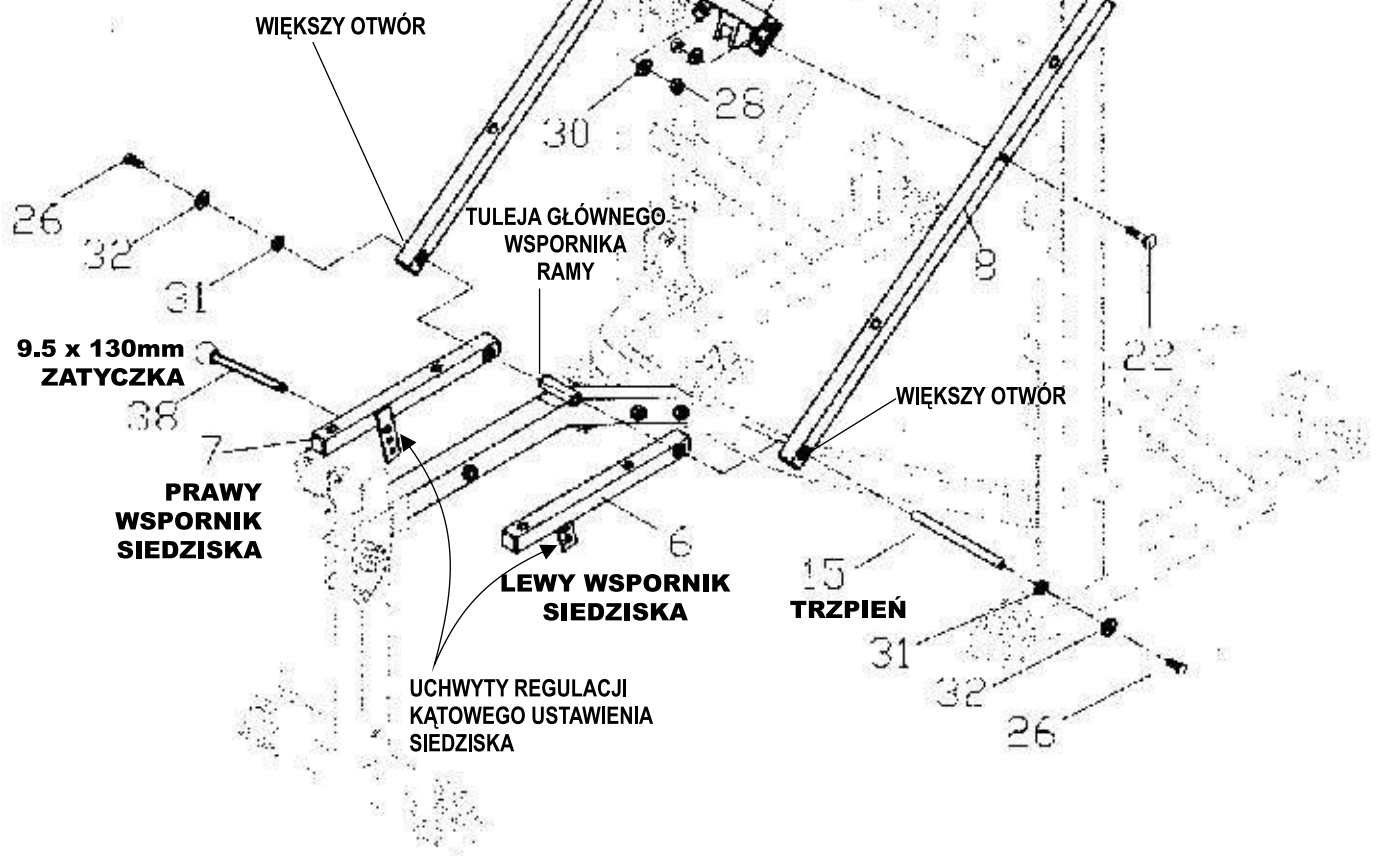 WIĘKSZY OTWÓR
28
30
26
32
31
TULEJA GŁÓWNEGO
WSPORNIKA
RAMY
8
22
9.5 x 130mm
ZATYCZKA
38
7
WIĘKSZY OTWÓR
PRAWY
WSPORNIK
SIEDZISKA
6
LEWY WSPORNIK
SIEDZISKA
15
TRZPIEŃ
31
32
26
UCHWYTY REGULACJI
KĄTOWEGO USTAWIENIA
SIEDZISKA